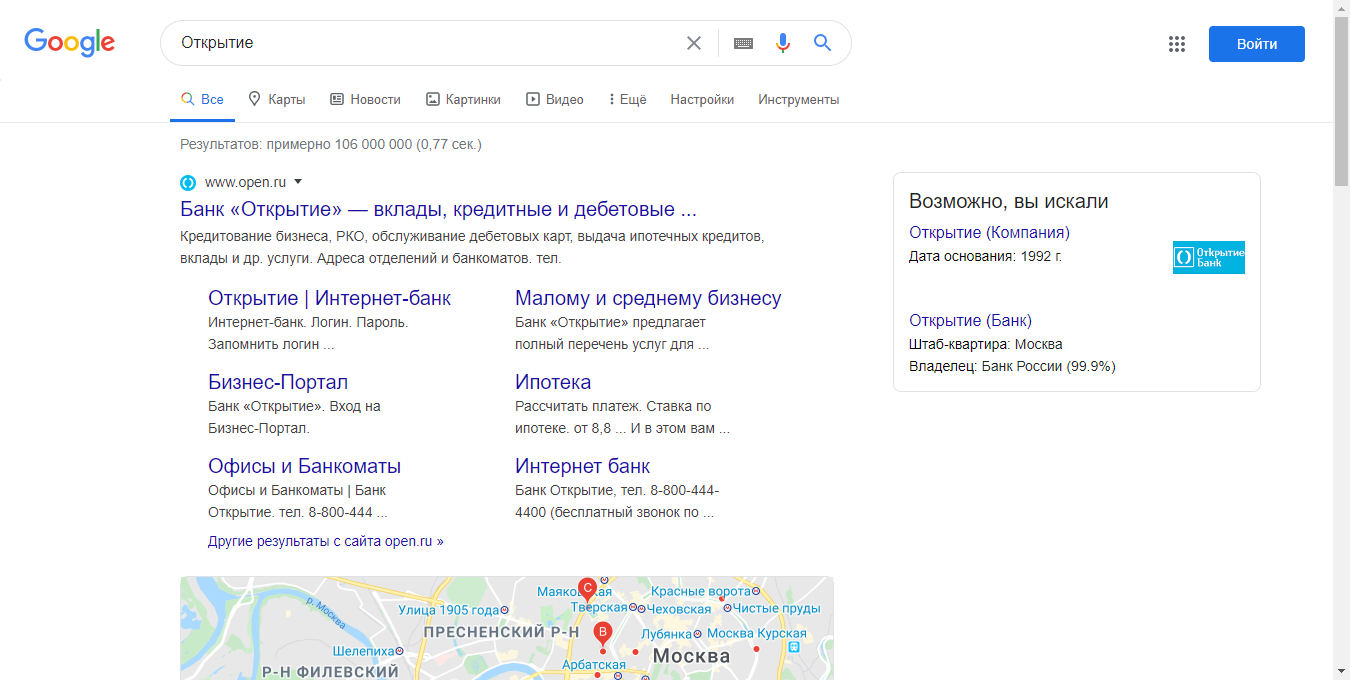 Google
Открытие
Войти
Все
Карты
Новости
Картинки
Видео
Ещё
Настройки
Инструменты
Результатов: примерно 106 000 000 (0,77 сек.)
www.open.ru
Банк «Открытие» — вклады, кредитные и дебетовые ...
Кредитование бизнеса, РКО, обслуживание дебетовых карт, выдача ипотечных кредитов,
вклады и др. услуги. Адреса отделений и банкоматов. тел.
Открытие | Интернет-банк
Интернет-банк. Логин. Пароль.
Запомнить логин ...
Малому и среднему бизнесу
Банк «Открытие» предлагает
полный перечень услуг для ...
Бизнес-Портал
Банк «Открытие». Вход на
Бизнес-Портал.
Ипотека
Рассчитать платеж. Ставка по
ипотеке. от 8,8 ... И в этом вам ...
Офисы и Банкоматы
Офисы и Банкоматы | Банк
Открытие. тел. 8-800-444 ...
Интернет банк
Банк Открытие, тел. 8-800-444-
4400 (бесплатный звонок по ...
Другие результаты с сайта open.ru »
Возможно, вы искали
Открытие (Компания)
Дата основания: 1992 г.
Открытие
Банк
Открытие (Банк)
Штаб-квартира: Москва
Владелец: Банк России (99.9%)
C
Красные ворота
р. Москва
Улица 1905 года
Тверская
Чеховская
Чистые пруды
ПРЕСНЕНСКИЙ Р-Н
B
Лубянка
Москва Курская
Шелепиха
Москва
Арбатская
Р-Н ФИЛЕВСКИЙ